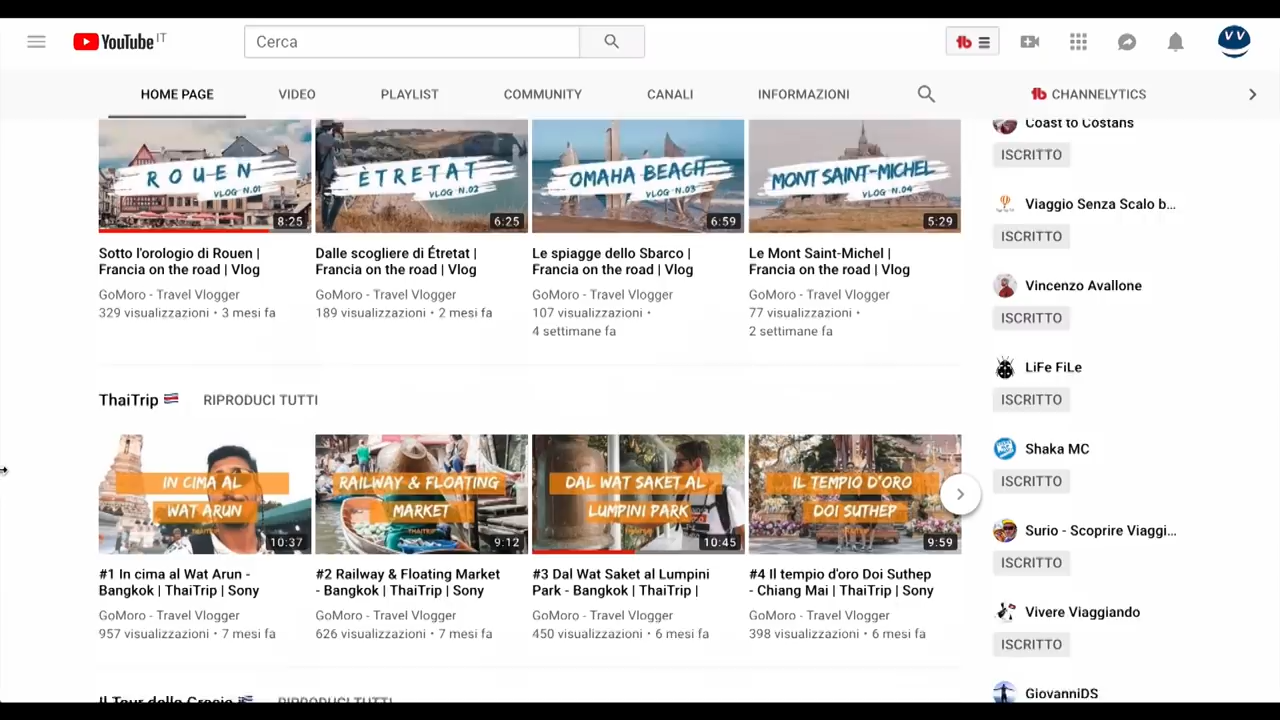 YouTube IT
Cerca
HOME PAGE
VIDEO
PLAYLIST
COMMUNITY
CANALI
INFORMAZIONI
CHANNELYTICS
ROUEN
VLOG N.01
8:25
ÈTRETAT
VLOG N.02
6:25
OMAHA BEACH
VLOG N.03
6:59
MONT SAINT-MICHEL
VLOG N.04
5:29
Sotto l'orologio di Rouen |
Francia on the road | Vlog
GoMoro - Travel Vlogger
329 visualizzazioni • 3 mesi fa
Dalle scogliere di Étretat |
Francia on the road | Vlog
GoMoro - Travel Vlogger
189 visualizzazioni • 2 mesi fa
Le spiagge dello Sbarco |
Francia on the road | Vlog
GoMoro - Travel Vlogger
107 visualizzazioni •
4 settimane fa
Le Mont Saint-Michel |
Francia on the road | Vlog
GoMoro - Travel Vlogger
77 visualizzazioni •
2 settimane fa
ThaiTrip
RIPRODUCI TUTTI
IN CIMA AL
WAT ARUN
THAITRIP
10:37
RAILWAY & FLOATING
MARKET
9:12
DAL WAT SAKET AL
LUMPINI PARK
10:45
IL TEMPIO D'ORO
DOI SUTHEP
9:59
#1 In cima al Wat Arun -
Bangkok | ThaiTrip | Sony
GoMoro - Travel Vlogger
957 visualizzazioni • 7 mesi fa
#2 Railway & Floating Market
- Bangkok | ThaiTrip | Sony
GoMoro - Travel Vlogger
626 visualizzazioni • 7 mesi fa
#3 Dal Wat Saket al Lumpini
Park - Bangkok | ThaiTrip |
GoMoro - Travel Vlogger
450 visualizzazioni • 6 mesi fa
#4 Il tempio d'oro Doi Suthep
- Chiang Mai | ThaiTrip | Sony
GoMoro - Travel Vlogger
398 visualizzazioni • 6 mesi fa
Il Tour della Grecia
RIPRODUCI TUTTI
Coast to Costans
ISCRITTO
Viaggio Senza Scalo b...
ISCRITTO
Vincenzo Avallone
ISCRITTO
LiFe FiLe
ISCRITTO
Shaka MC
ISCRITTO
Surio - Scoprire Viaggi...
ISCRITTO
Vivere Viaggiando
ISCRITTO
GiovanniDS